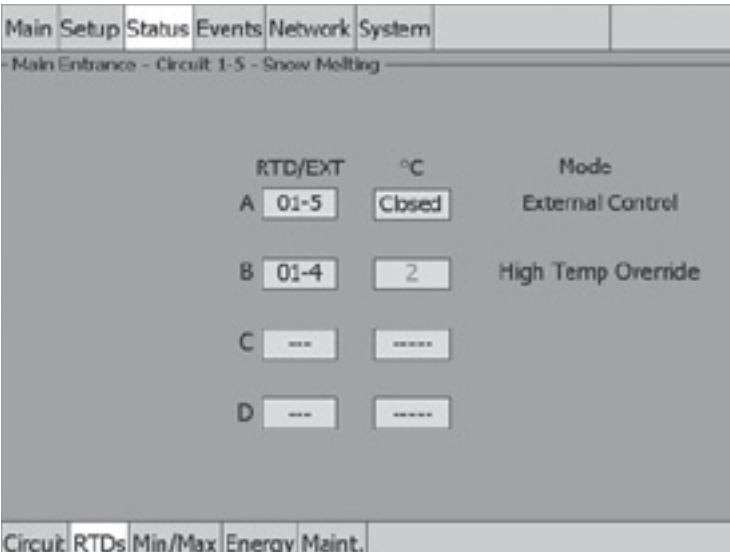 Main Setup Status Events Network System
Main Entrance - Circuit 1-5 - Snow Melting
RTD/EXT °C Mode
A 01-5 Closed External Control
B 01-4 2 High Temp Override
C --- -----
D --- -----
Circuit RTDs Min/Max Energy Maint.